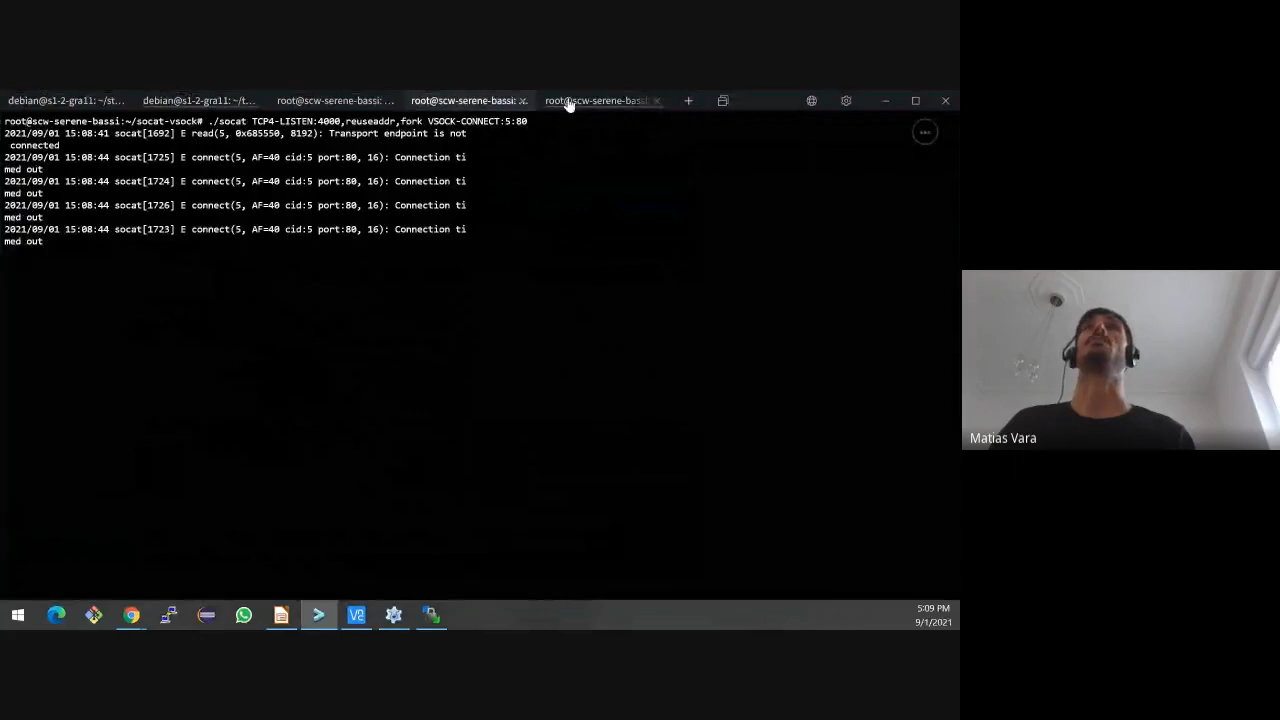 debian@s1-2-gra11: ~/st...
debian@s1-2-gra11: ~/t...
root@scw-serene-bassi: ...
root@scw-serene-bassi: ...
root@scw-serene-bassi:
root@scw-serene-bassi:~/socat-vsock# ./socat TCP4-LISTEN:4000,reuseaddr,fork VSOCK-CONNECT:5:80
2021/09/01 15:08:41 socat[1692] E read(5, 0x685550, 8192): Transport endpoint is not
connected
2021/09/01 15:08:44 socat[1725] E connect(5, AF=40 cid:5 port:80, 16): Connection ti
med out
2021/09/01 15:08:44 socat[1724] E connect(5, AF=40 cid:5 port:80, 16): Connection ti
med out
2021/09/01 15:08:44 socat[1726] E connect(5, AF=40 cid:5 port:80, 16): Connection ti
med out
2021/09/01 15:08:44 socat[1723] E connect(5, AF=40 cid:5 port:80, 16): Connection ti
med out
Matias Vara
5:09 PM
9/1/2021